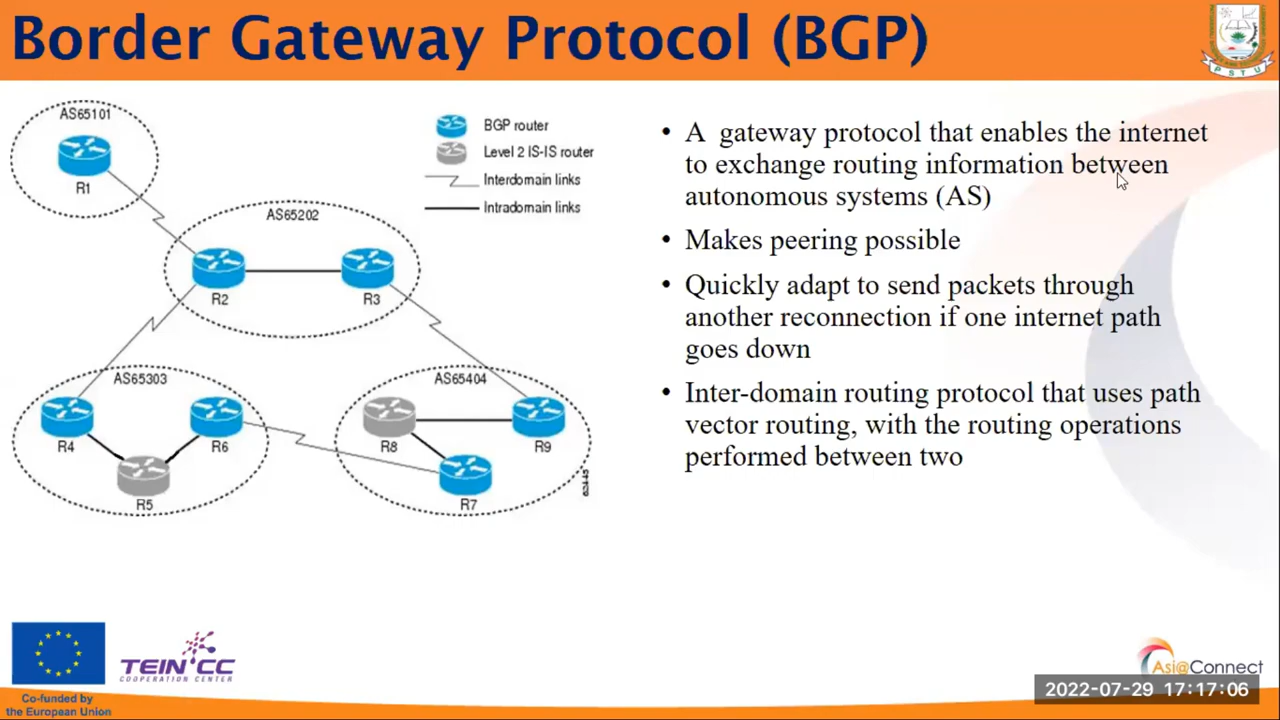 Border Gateway Protocol (BGP)
PSTU
AS65101
R1
BGP router
Level 2 IS-IS router
Interdomain links
Intradomain links
AS65202
R2
R3
AS65303
R4
R6
R5
AS65404
R8
R9
R7
• A gateway protocol that enables the internet
to exchange routing information between
autonomous systems (AS)
• Makes peering possible
• Quickly adapt to send packets through
another reconnection if one internet path
goes down
• Inter-domain routing protocol that uses path
vector routing, with the routing operations
performed between two
TEIN*CC
COOPERATION CENTER
Co-funded by
the European Union
Asi@Connect
2022-07-29 17:17:06